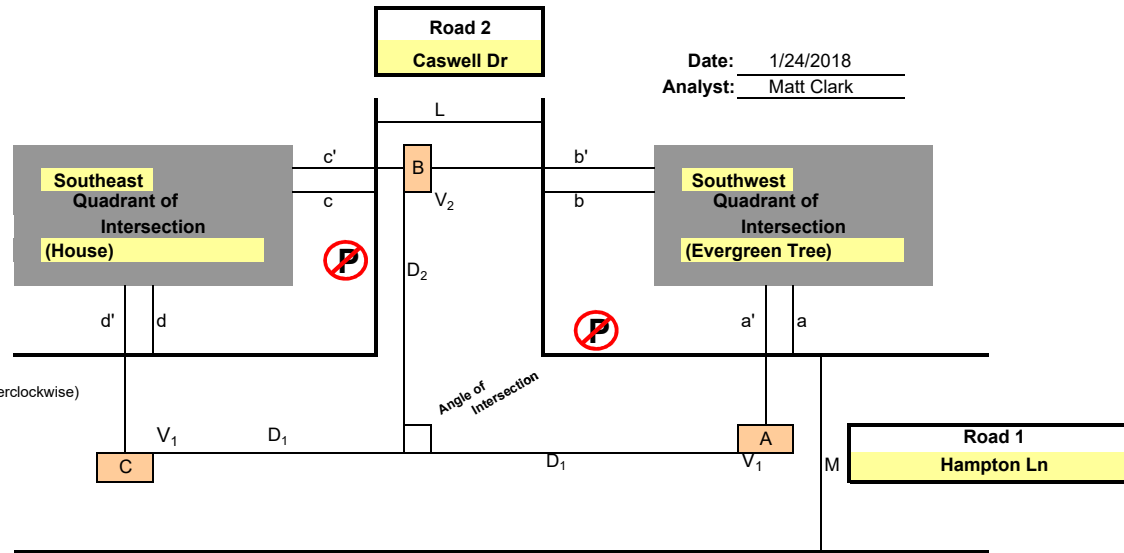 Road 2
Caswell Dr
Date: 1/24/2018
Analyst: Matt Clark
L
c'
B
b'
Southeast
Quadrant of
Intersection
(House)
c
V2
b
Southwest
Quadrant of
Intersection
(Evergreen Tree)
P
D2
P
d'
d
a'
a
erclockwise)
Angle of
Intersection
V1
D1
C
D1
A
V1
M
Road 1
Hampton Ln